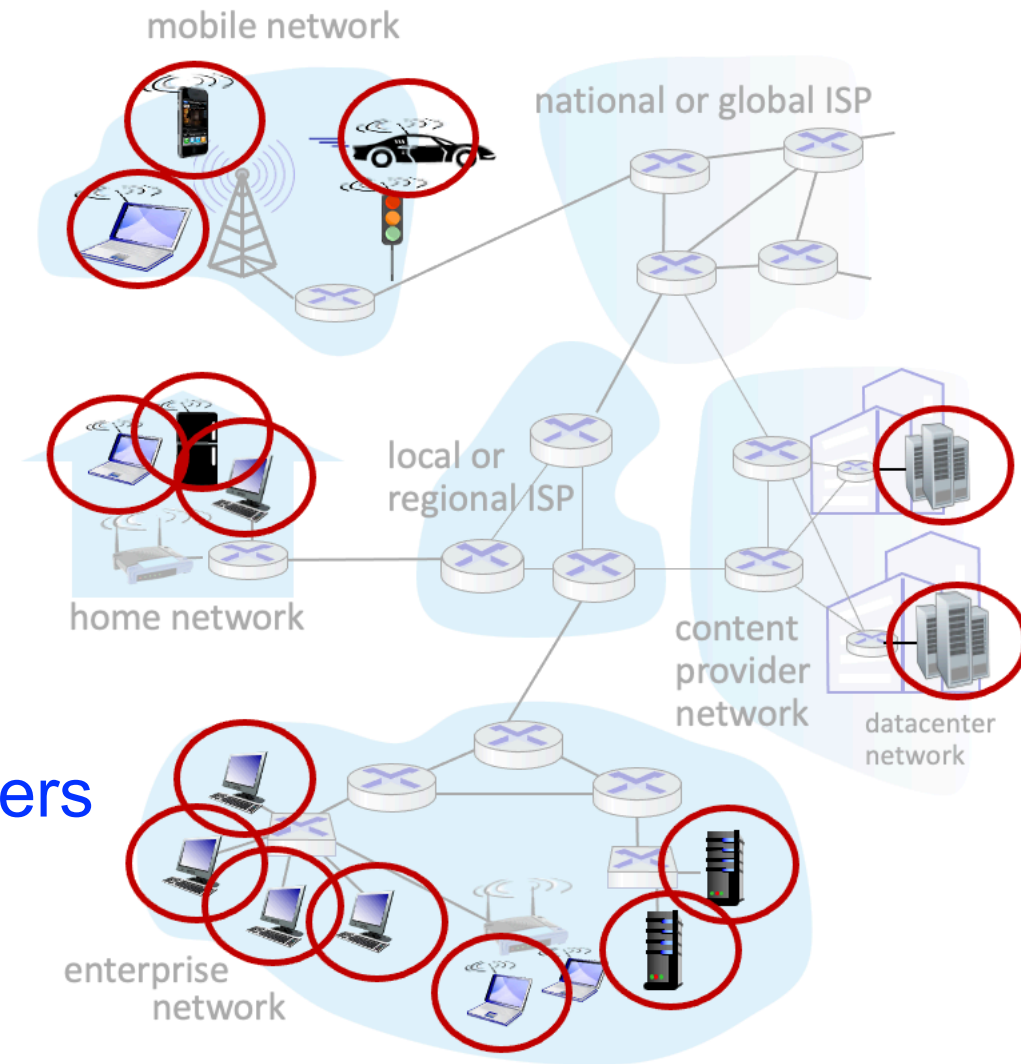 mobile network
national or global ISP
local or
regional ISP
home network
content
provider
network
datacenter
network
ers
enterprise
network